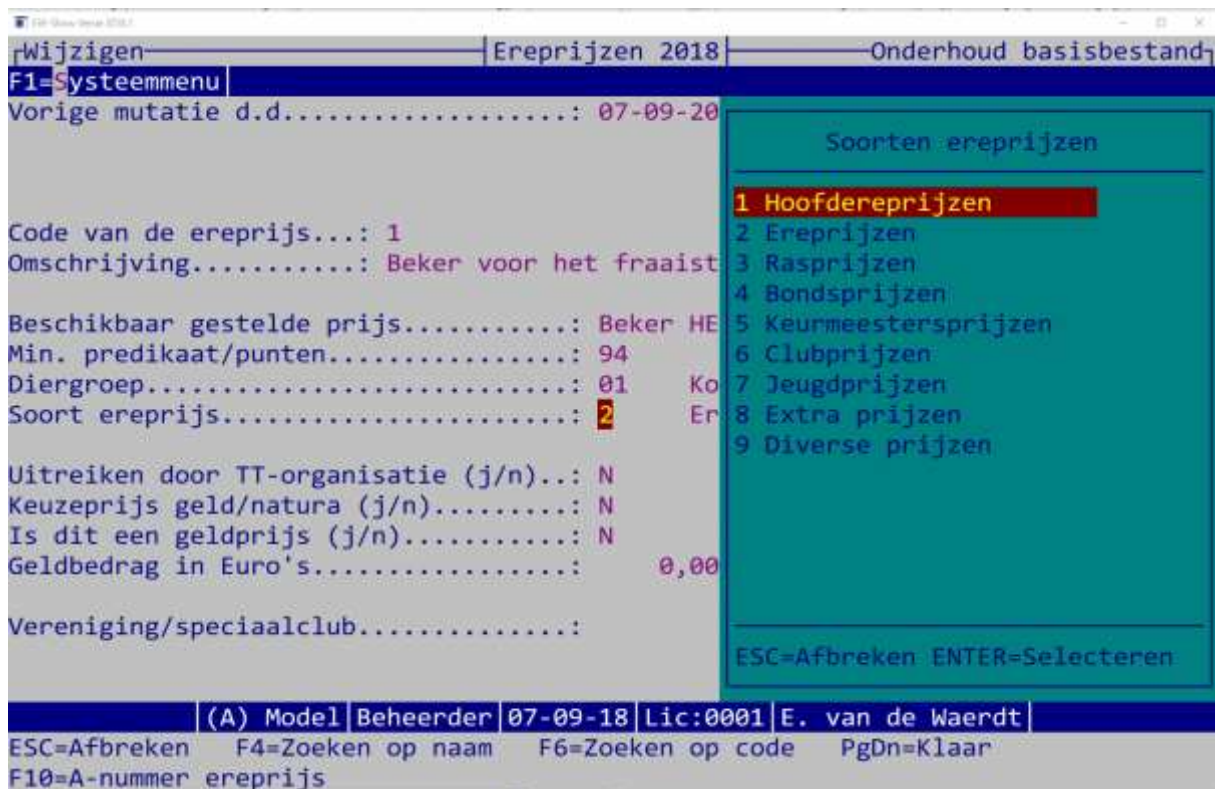 Wijzigen Ereprijzen 2018 Onderhoud basisbestand
F1=Systeemmenu
Vorige mutatie d.d...................: 07-09-20
Soorten ereprijzen
1 Hoofdereprijzen
Code van de ereprijs...: 1 2 Ereprijzen
Omschrijving...........: Beker voor het fraaist 3 Rasprijzen
4 Bondsprijzen
Beschikbaar gestelde prijs...........: Beker HE 5 Keurmeestersprijzen
Min. predikaat/punten................: 94 6 Clubprijzen
Diergroep............................: 01 Ko 7 Jeugdprijzen
Soort ereprijs.......................: 2 Er 8 Extra prijzen
9 Diverse prijzen
Uitreiken door TT-organisatie (j/n)..: N
Keuzeprijs geld/natura (j/n).........: N
Is dit een geldprijs (j/n)...........: N
Geldbedrag in Euro's.................: 0,00
Vereniging/speciaalclub..............:
ESC=Afbreken ENTER=Selecteren
(A) Model Beheerder 07-09-18 Lic:0001 E. van de Waerdt
ESC=Afbreken F4=Zoeken op naam F6=Zoeken op code PgDn=Klaar
F10=A-nummer ereprijs